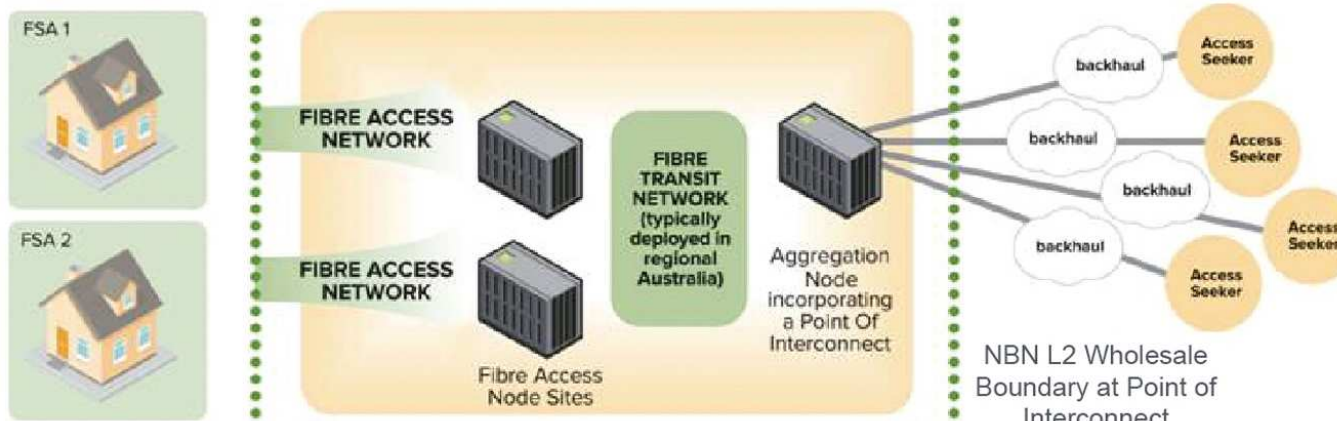 FSA 1
FIBRE ACCESS
NETWORK
FSA 2
FIBRE ACCESS
NETWORK
Fibre Access
Node Sites
FIBRE
TRANSIT
NETWORK
(typically
deployed in
regional
Australia)
Aggregation
Node
incorporating
a Point Of
Interconnect
backhaul
Access
Seeker
backhaul
Access
Seeker
backhaul
Access
Seeker
backhaul
Access
Seeker
NBN L2 Wholesale
Boundary at Point of
Interconnect